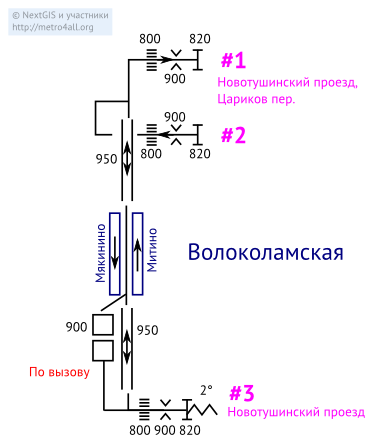 © NextGIS и участники
http://metro4all.org
800
820
#1
900
Новотушинский проезд,
Цариков пер.
900
#2
800
820
950
Мякинино
Митино
Волоколамская
900
950
По вызову
2°
#3
Новотушинский проезд
800 900 820